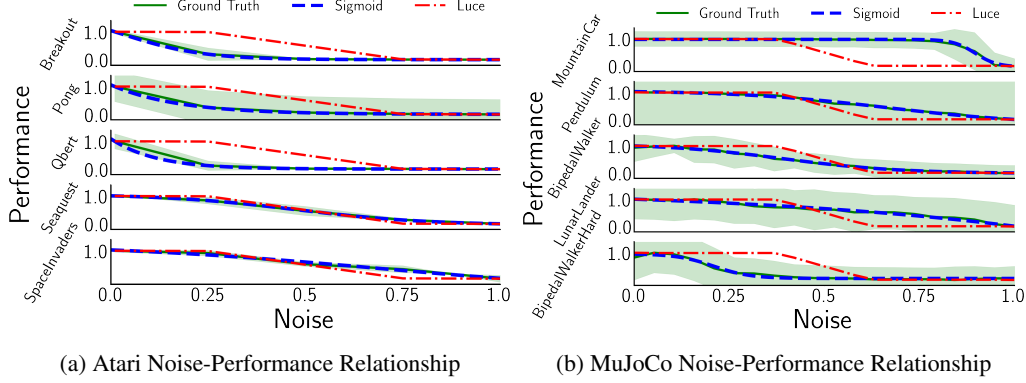 Ground Truth Sigmoid Luce
Performance
Breakout
1.0
0.0
Pong
1.0
0.0
Qbert
1.0
0.0
Seaquest
1.0
0.0
SpaceInvaders
1.0
0.0 0.25 0.50 0.75 1.0
Noise
(a) Atari Noise-Performance Relationship
Ground Truth Sigmoid Luce
Performance
MountainCar
1.0
0.0
Pendulum
1.0
0.0
BipedalWalker
1.0
0.0
LunarLander
1.0
0.0
BipedalWalkerHard
1.0
0.0 0.25 0.50 0.75 1.0
Noise
(b) MuJoCo Noise-Performance Relationship